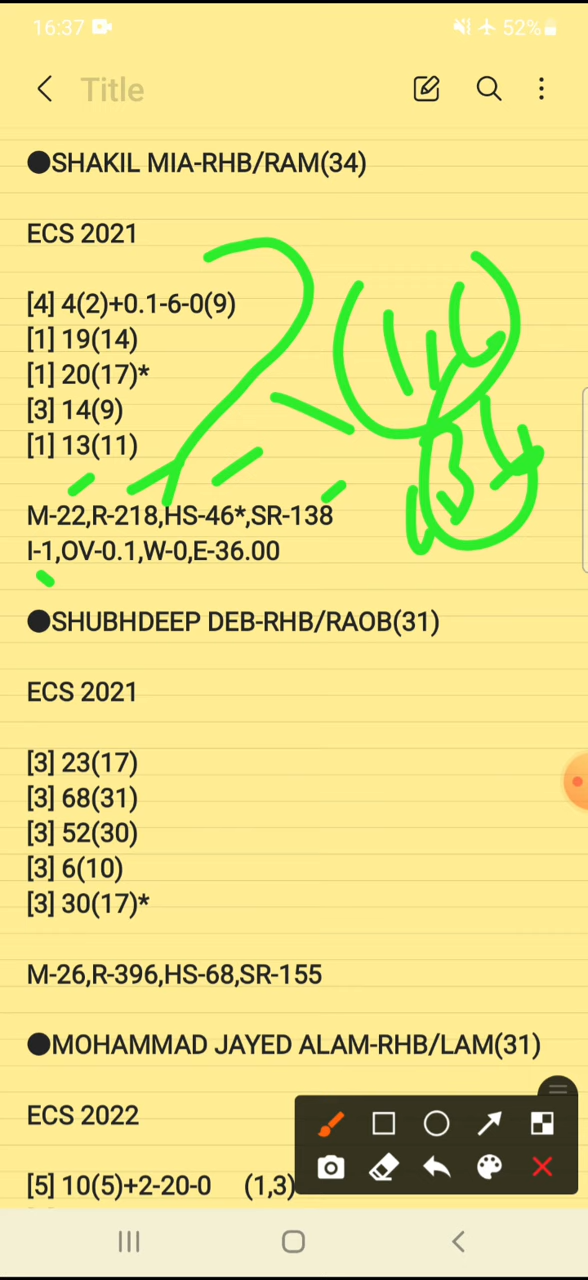 16:37 52%
Title
●SHAKIL MIA-RHB/RAM(34)
ECS 2021
[4] 4(2)+0.1-6-0(9)
[1] 19(14)
[1] 20(17)*
[3] 14(9)
[1] 13(11)
M-22,R-218,HS-46*,SR-138
I-1,OV-0.1,W-0,E-36.00
●SHUBHDEEP DEB-RHB/RAOB(31)
ECS 2021
[3] 23(17)
[3] 68(31)
[3] 52(30)
[3] 6(10)
[3] 30(17)*
M-26,R-396,HS-68,SR-155
●MOHAMMAD JAYED ALAM-RHB/LAM(31)
ECS 2022
[5] 10(5)+2-20-0 (1,3)